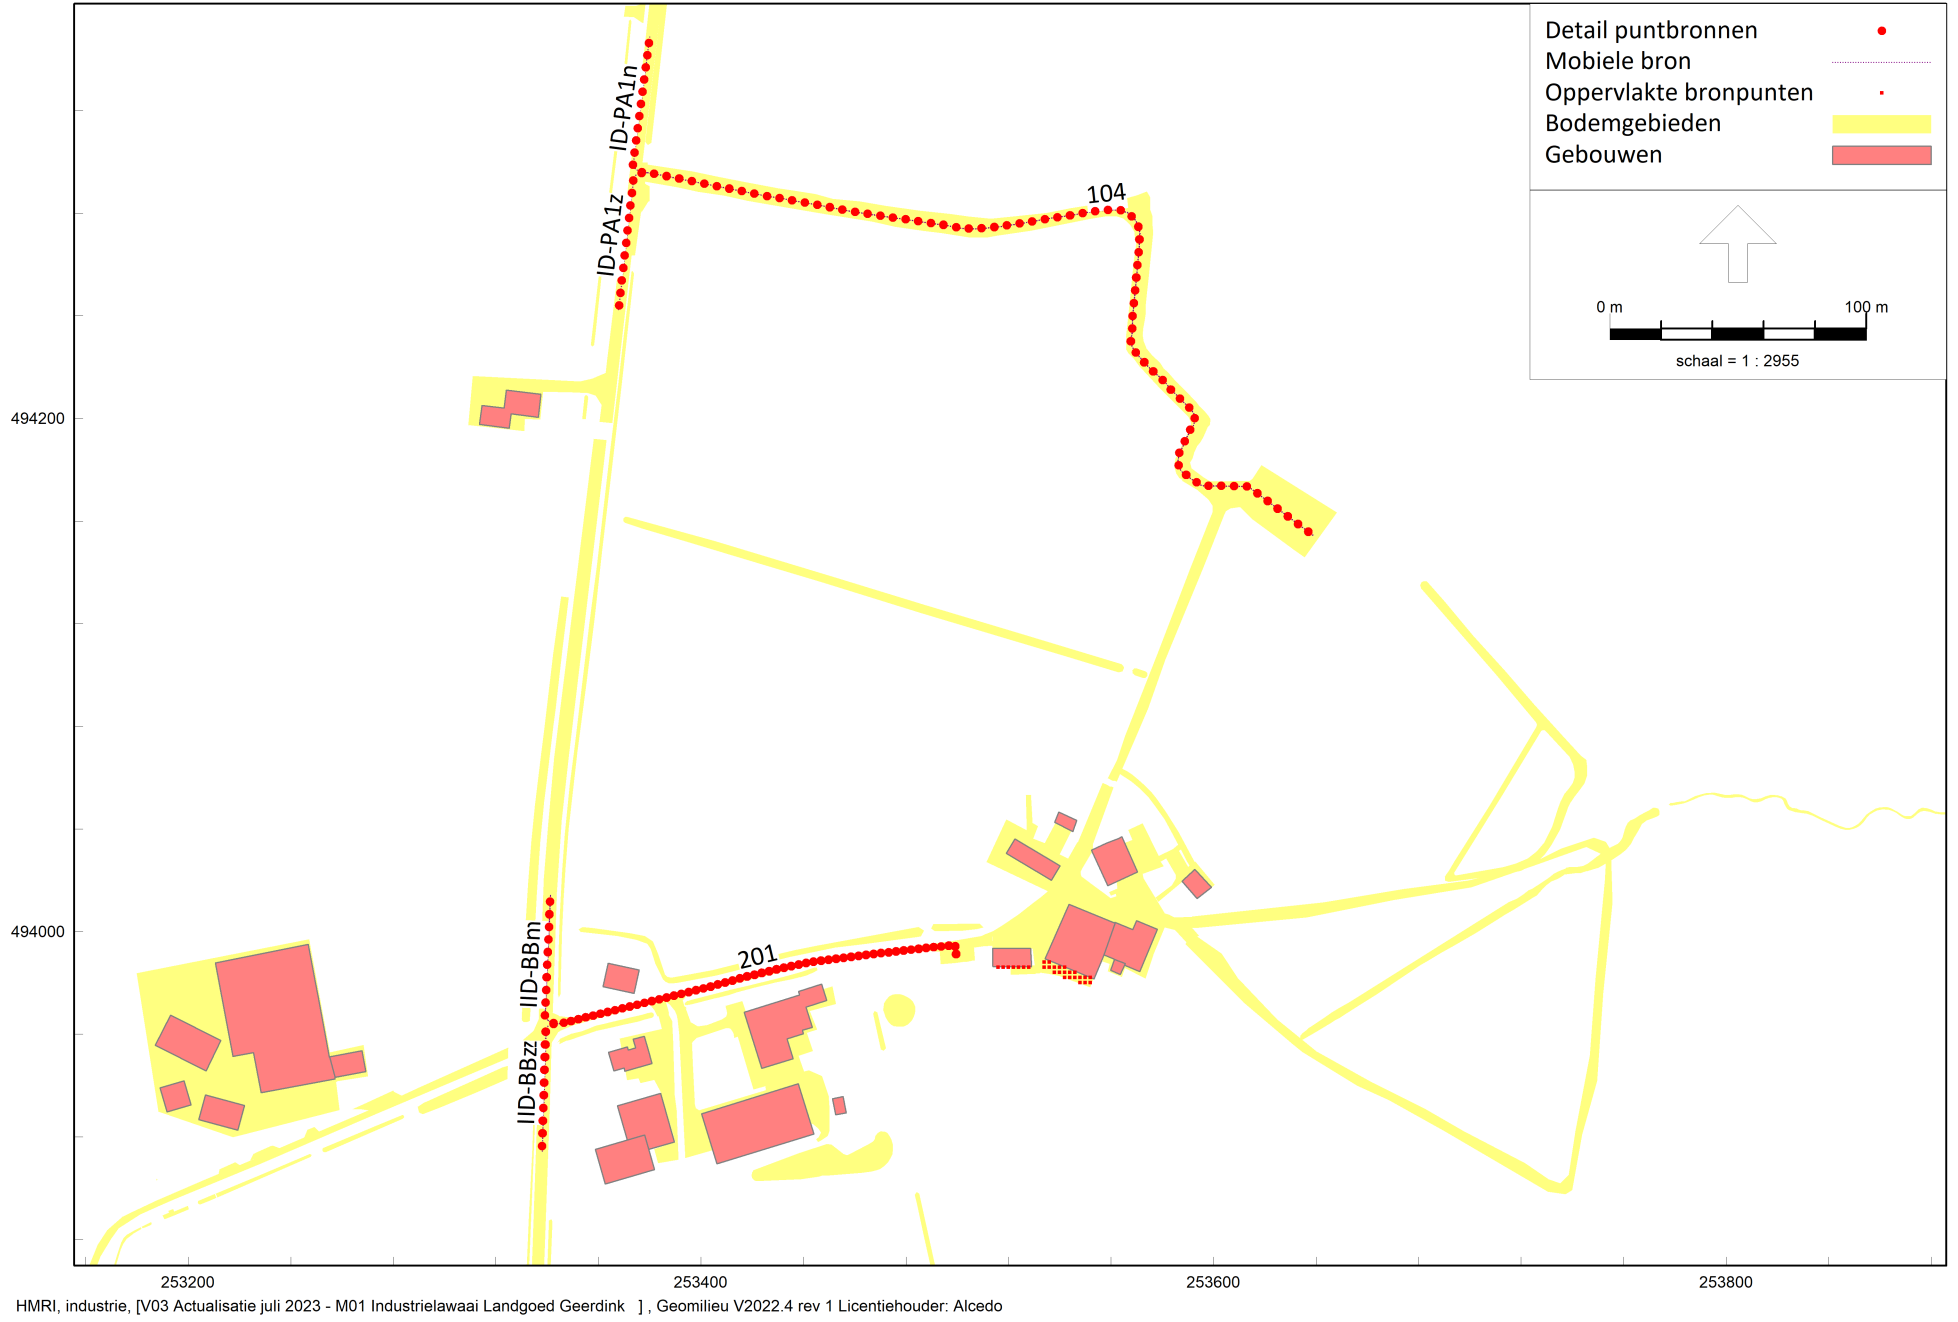 Detail puntbronnen
Mobiele bron
Oppervlakte bronpunten
Bodemgebieden
Gebouwen
0 m 100 m
schaal = 1 : 2955
ID-PA1n
104
ID-PA1z
494200
494000
IID-BBm
201
IID-BBzz
253200 253400 253600 253800
HMRI, industrie, [V03 Actualisatie juli 2023 - M01 Industrielawaai Landgoed Geerdink ] , Geomilieu V2022.4 rev 1 Licentiehouder: Alcedo